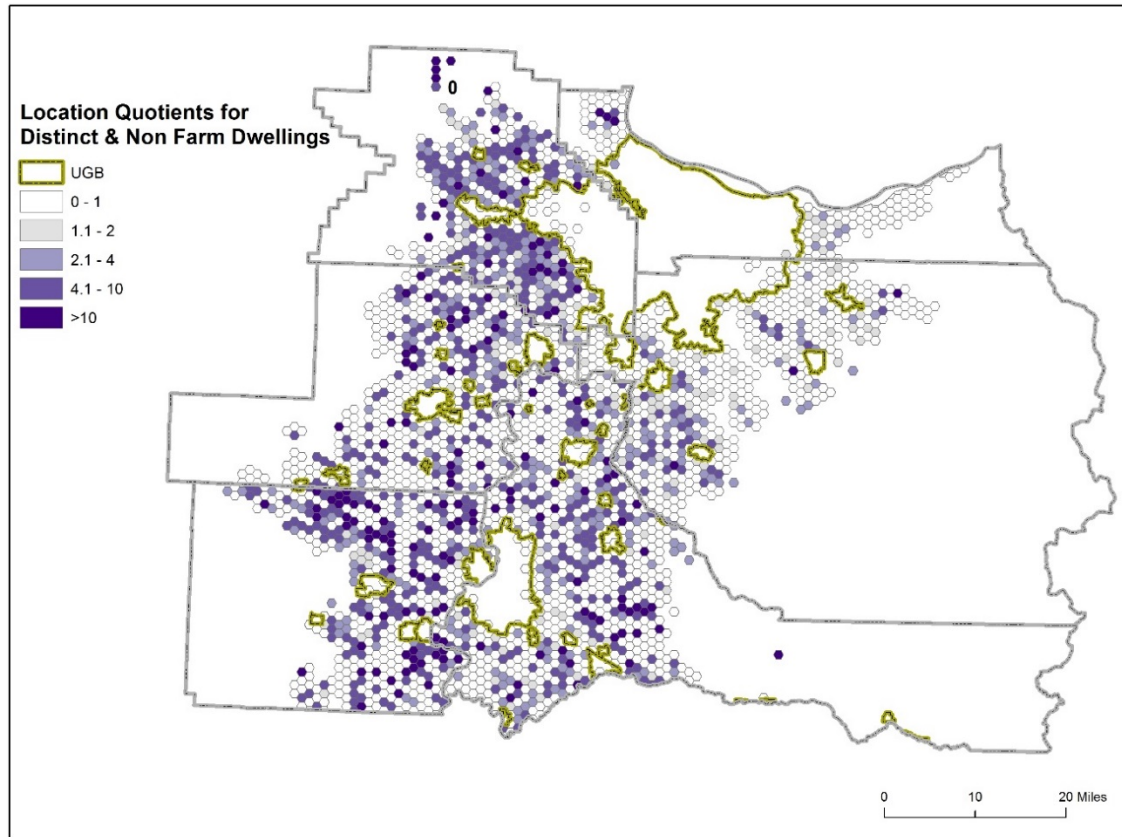 0
Location Quotients for
Distinct & Non Farm Dwellings
UGB
0 - 1
1.1 - 2
2.1 - 4
4.1 - 10
>10
0 10 20 Miles